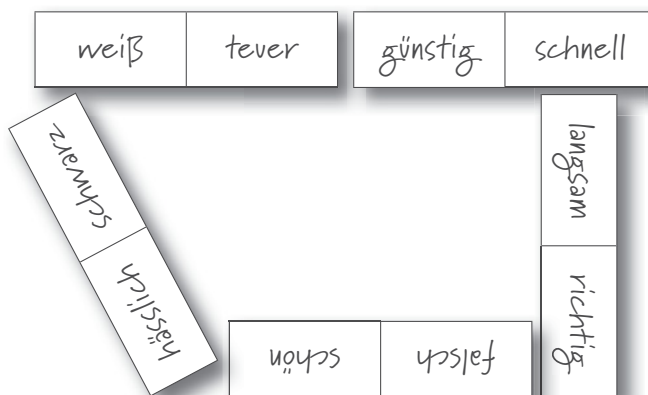 weiß teuer günstig schnell
langsam
richtig
falsch
schön
hässlich
schwarz